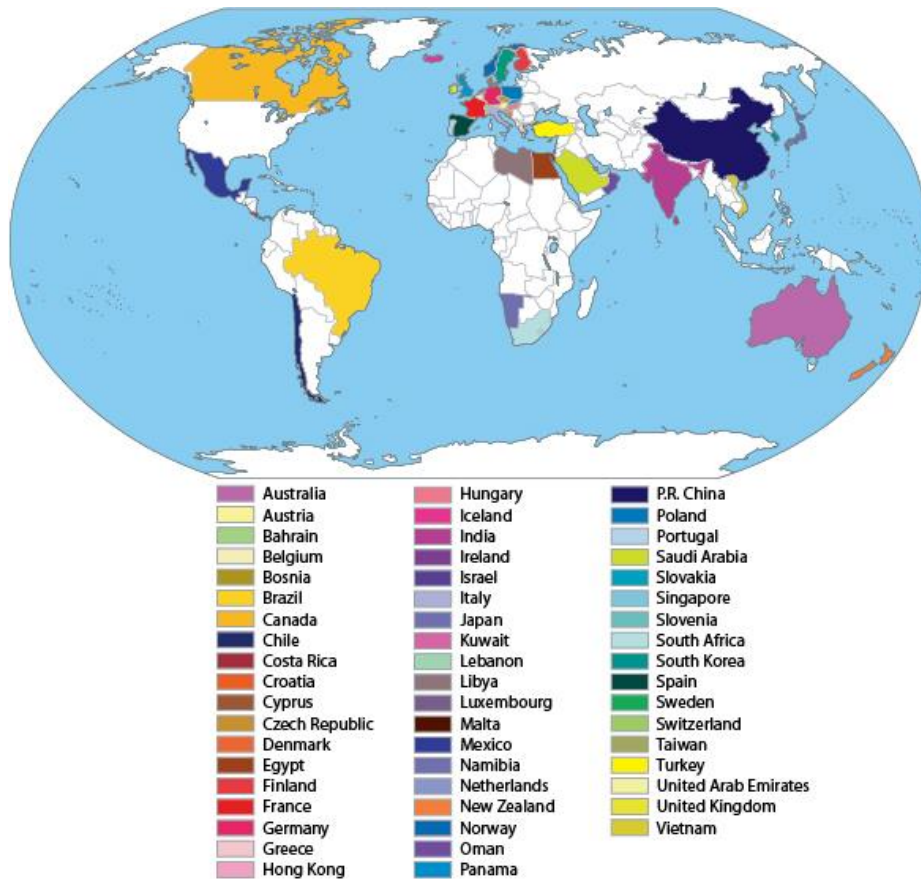 Australia
Austria
Bahrain
Belgium
Bosnia
Brazil
Canada
Chile
Costa Rica
Croatia
Cyprus
Czech Republic
Denmark
Egypt
Finland
France
Germany
Greece
Hong Kong
Hungary
Iceland
India
Ireland
Israel
Italy
Japan
Kuwait
Lebanon
Libya
Luxembourg
Malta
Mexico
Namibia
Netherlands
New Zealand
Norway
Oman
Panama
P.R. China
Poland
Portugal
Saudi Arabia
Slovakia
Singapore
Slovenia
South Africa
South Korea
Spain
Sweden
Switzerland
Taiwan
Turkey
United Arab Emirates
United Kingdom
Vietnam